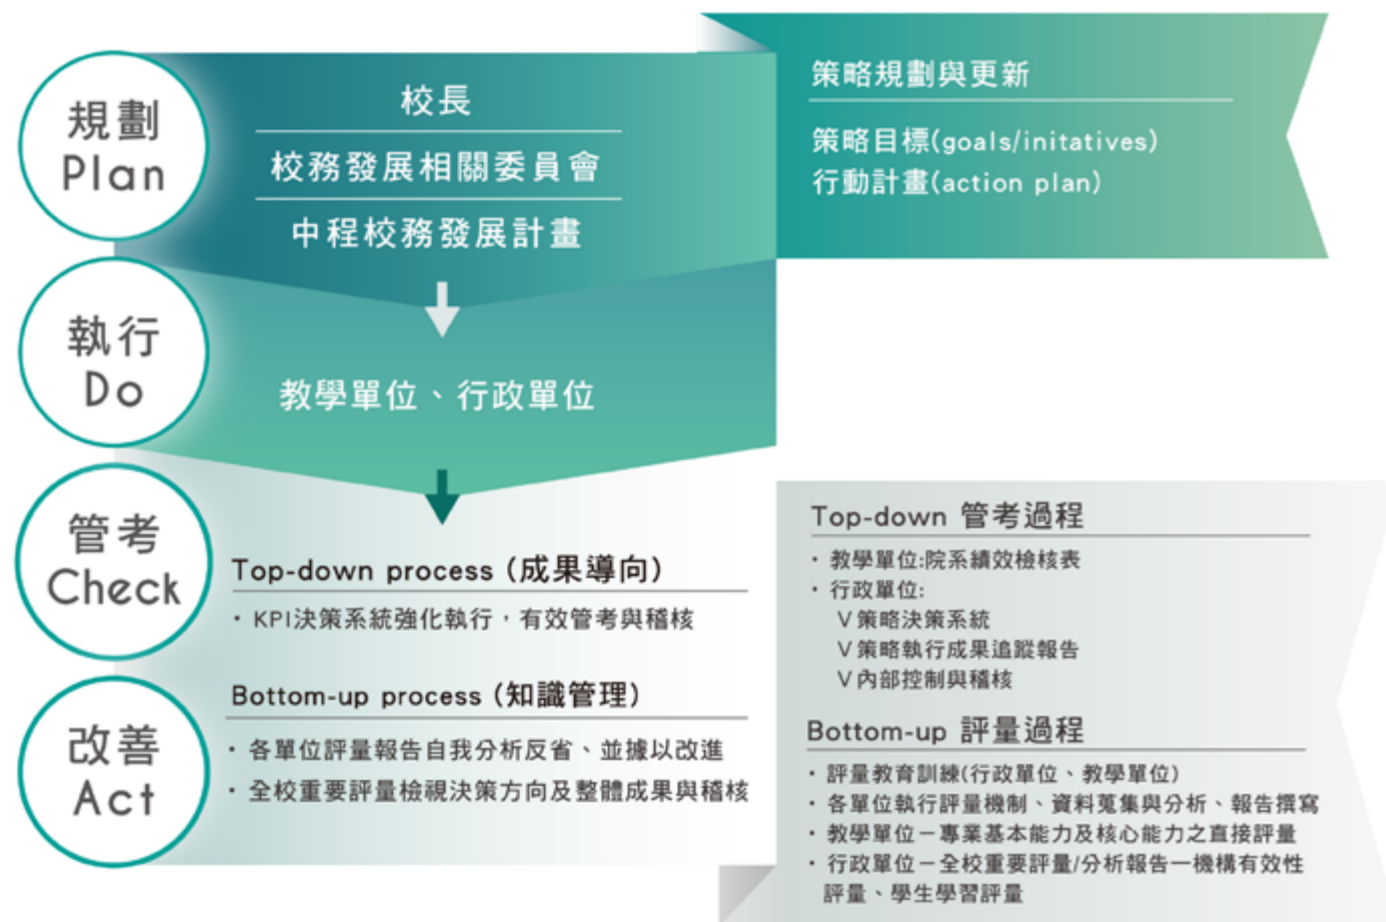 規劃
Plan
校長
校務發展相關委員會
中程校務發展計畫
策略規劃與更新
策略目標(goals/initatives)
行動計畫(action plan)
執行
Do
教學單位、行政單位
管考
Check
Top-down process (成果導向)
· KPI決策系統強化執行，有效管考與稽核
改善
Act
Bottom-up process (知識管理)
· 各單位評量報告自我分析反省、並據以改進
· 全校重要評量檢視決策方向及整體成果與稽核
Top-down 管考過程
· 教學單位:院系績效檢核表
· 行政單位:
V 策略決策系統
V 策略執行成果追蹤報告
V 內部控制與稽核
Bottom-up 評量過程
· 評量教育訓練(行政單位、教學單位)
· 各單位執行評量機制、資料蒐集與分析、報告撰寫
· 教學單位－專業基本能力及核心能力之直接評量
· 行政單位－全校重要評量/分析報告一機構有效性
評量、學生學習評量